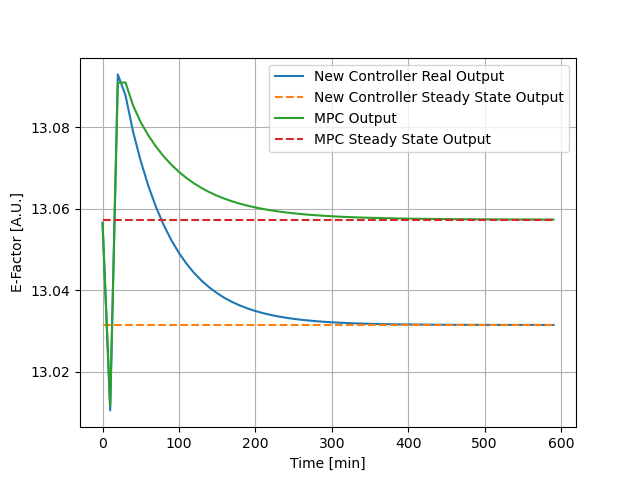 New Controller Real Output
New Controller Steady State Output
MPC Output
MPC Steady State Output
13.08
13.06
13.04
13.02
E-Factor [A.U.]
0 100 200 300 400 500 600
Time [min]